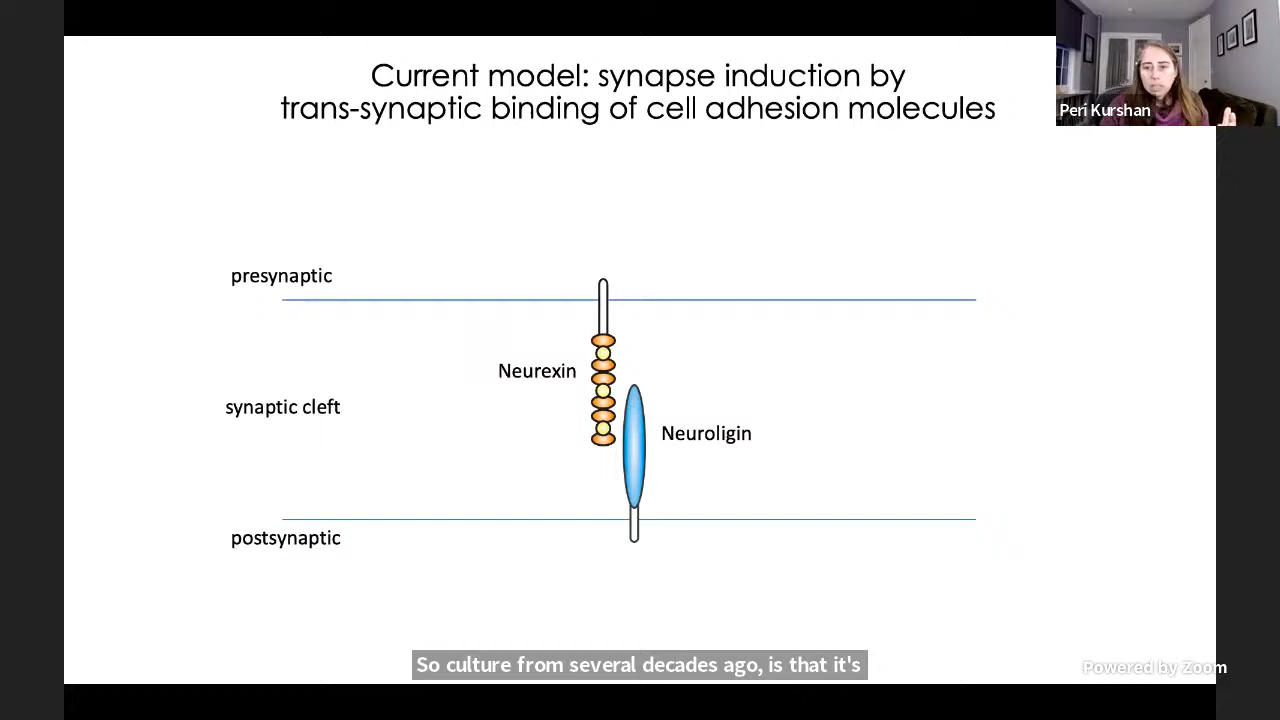 Current model: synapse induction by
trans-synaptic binding of cell adhesion molecules
Peri Kurshan
presynaptic
Neurexin
synaptic cleft
Neuroligin
postsynaptic
So culture from several decades ago, is that it's
Powered by Zoom